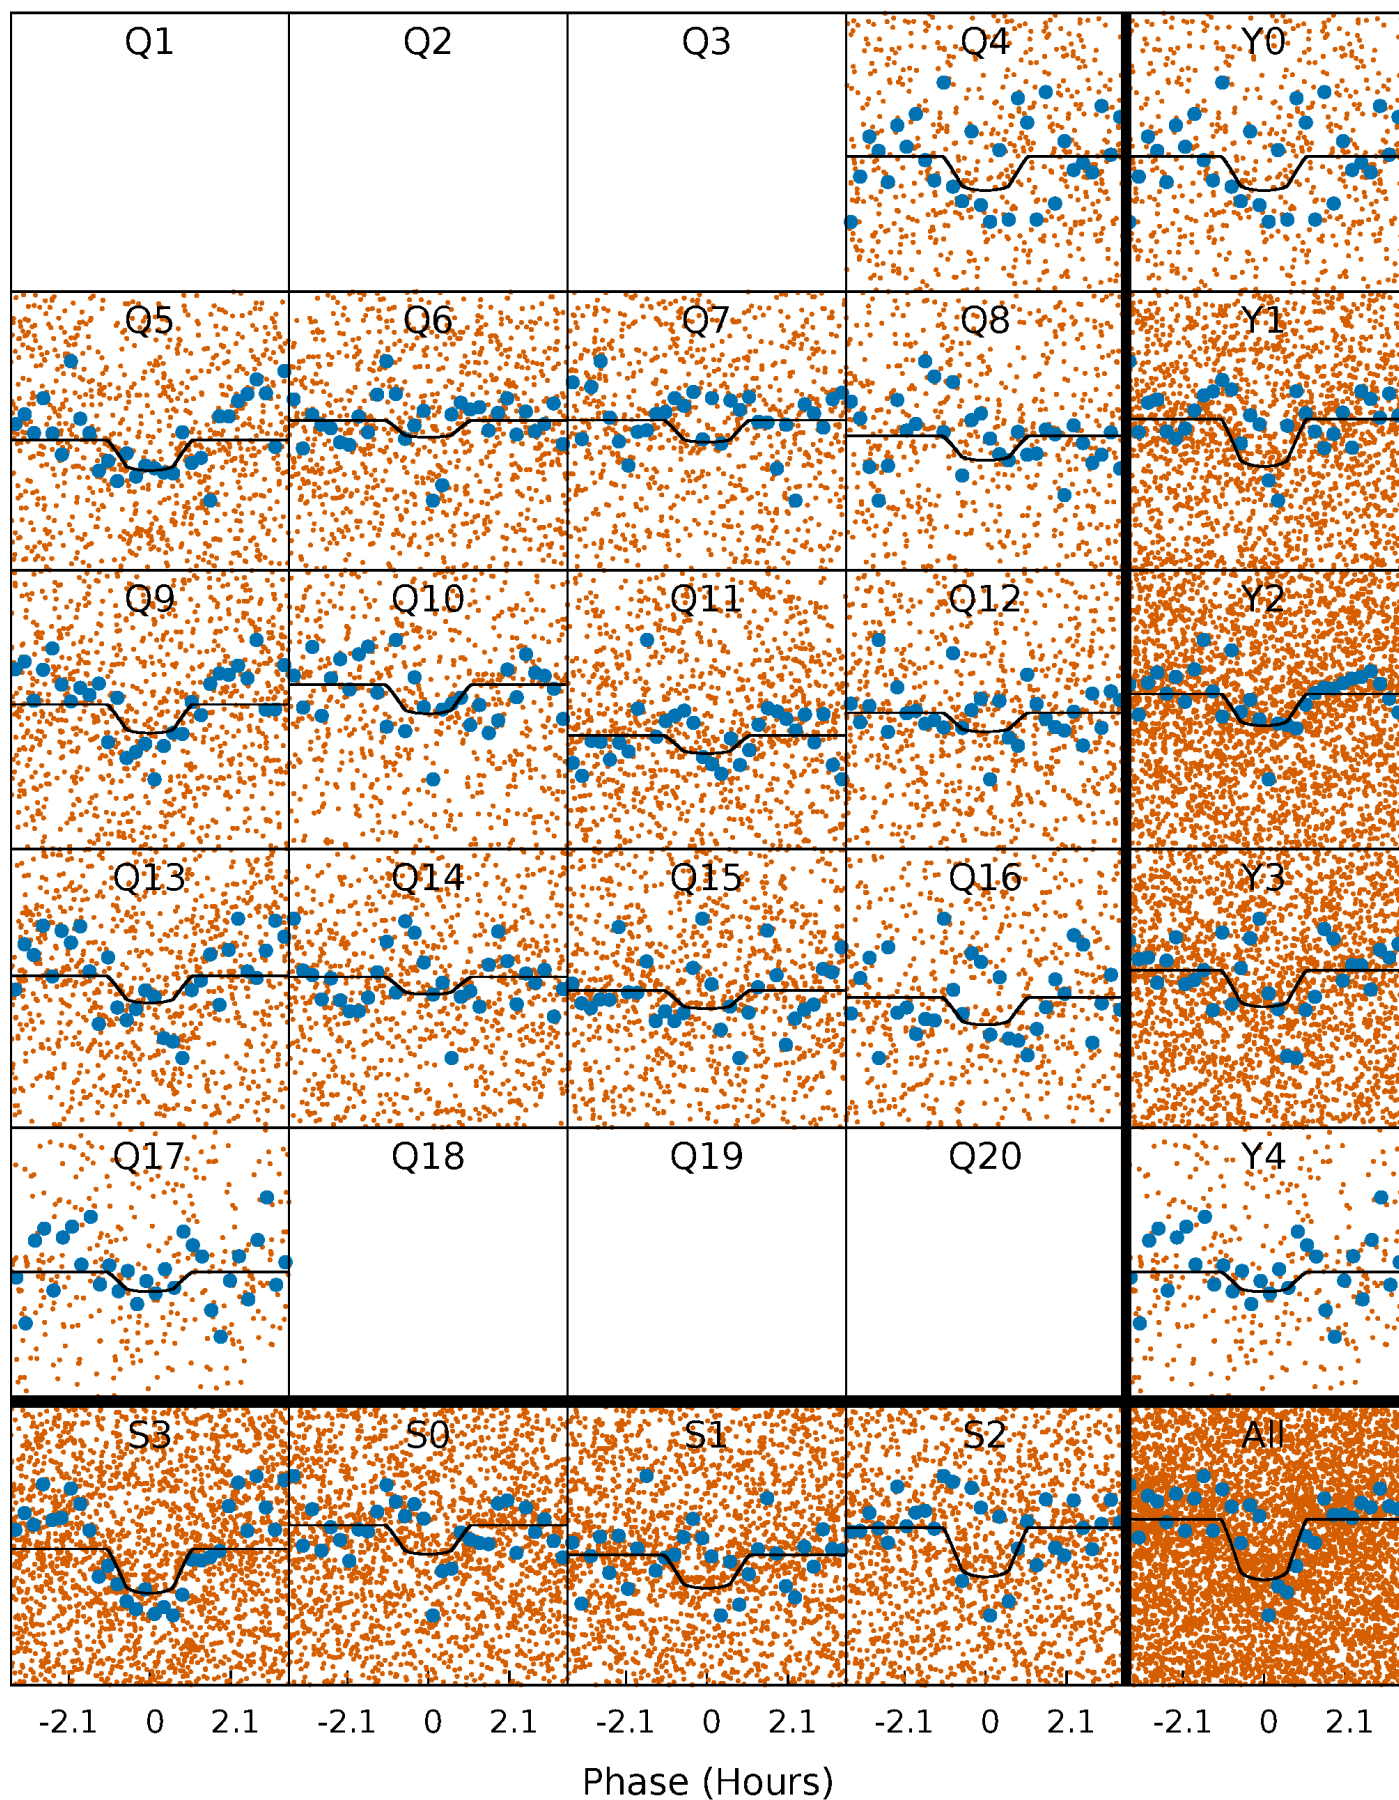 Q1 Q2 Q3 Q4 Y0
Q5 Q6 Q7 Q8 Y1
Q9 Q10 Q11 Q12 Y2
Q13 Q14 Q15 Q16 Y3
Q17 Q18 Q19 Q20 Y4
S3 S0 S1 S2 All
-2.1 0 2.1 -2.1 0 2.1 -2.1 0 2.1 -2.1 0 2.1 -2.1 0 2.1
Phase (Hours)